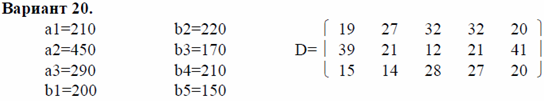 Вариант 20.
a1=210 b2=220 19 27 32 32 20
a2=450 b3=170 D= 39 21 12 21 41
a3=290 b4=210 15 14 28 27 20
b1=200 b5=150